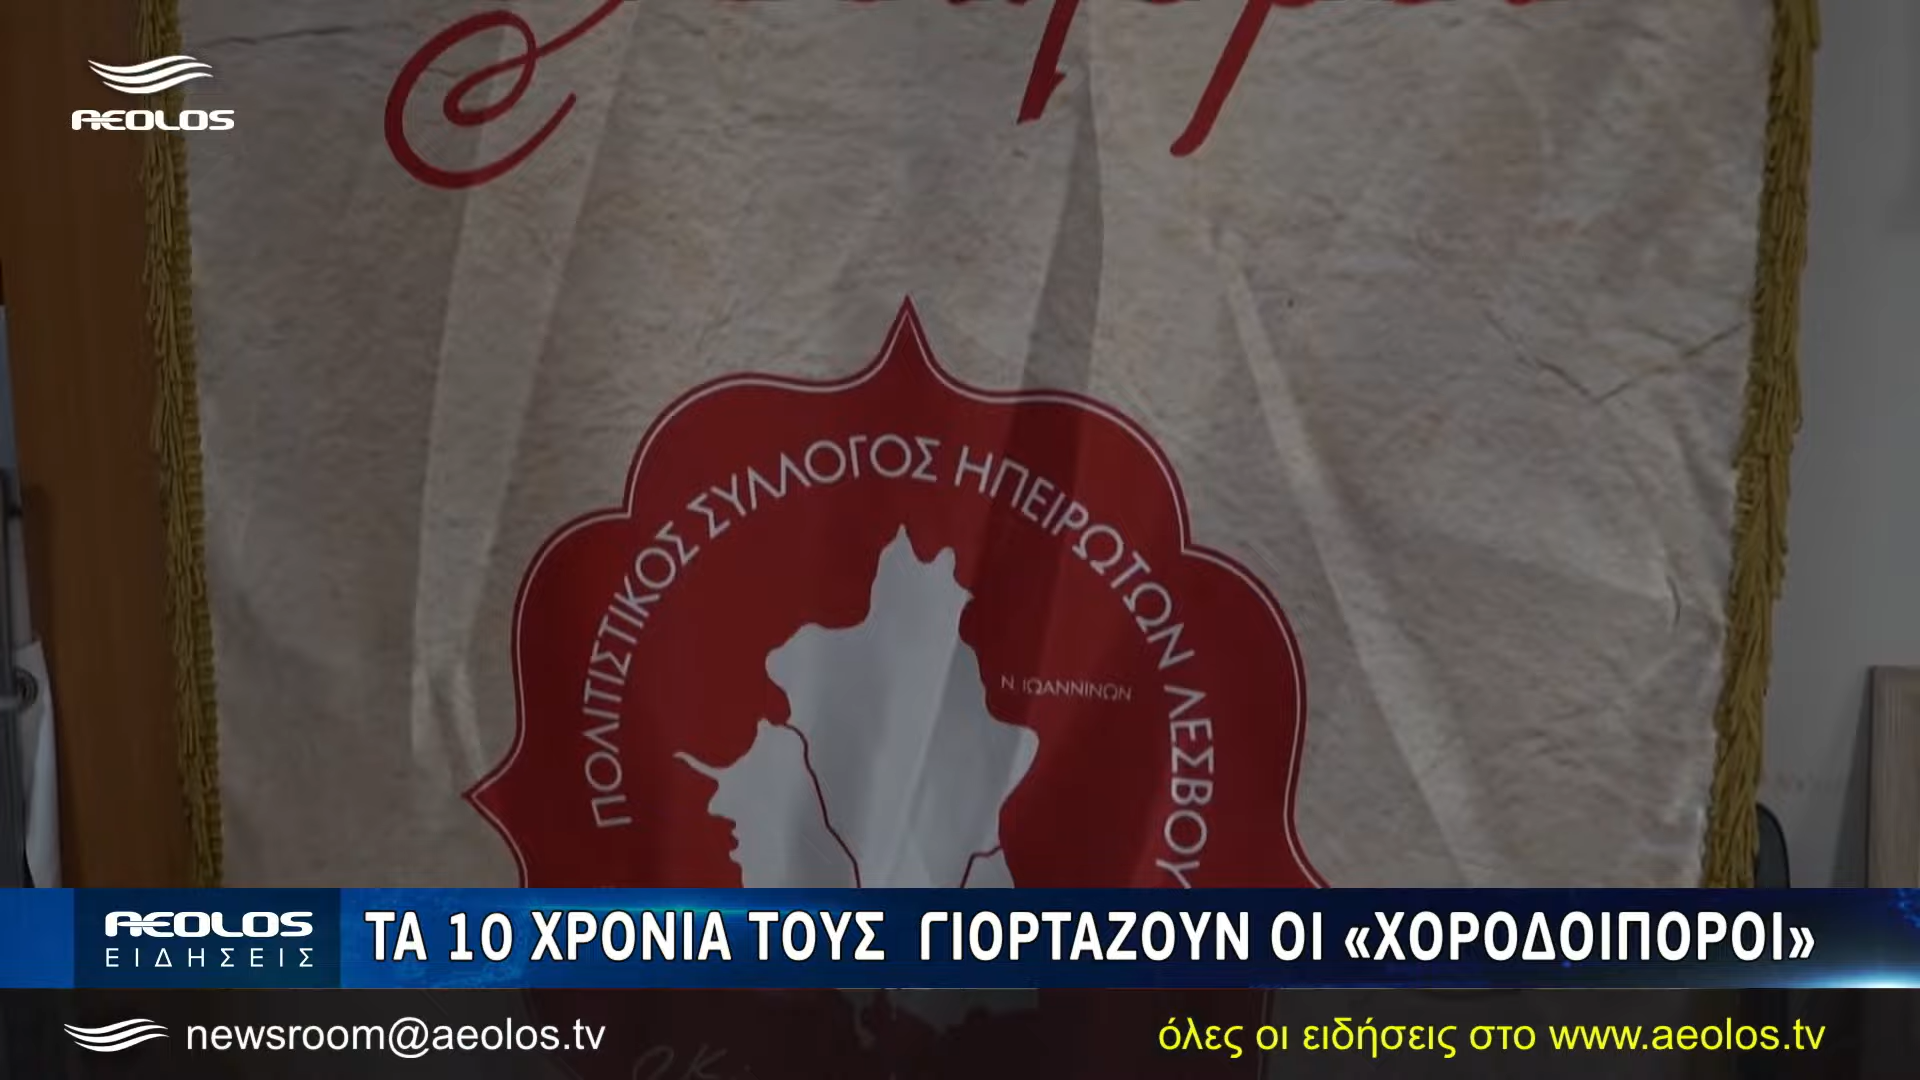 AEOLOS
ΠΟΛΙΤΙΣΤΙΚΟΣ ΣΥΛΛΟΓΟΣ ΗΠΕΙΡΩΤΩΝ ΛΕΣΒΟΥ
Ν. ΙΩΑΝΝΙΝΩΝ
AEOLOS
ΕΙΔΗΣΕΙΣ
ΤΑ 10 ΧΡΟΝΙΑ ΤΟΥΣ ΓΙΟΡΤΑΖΟΥΝ ΟΙ «ΧΟΡΟΔΟΙΠΟΡΟΙ»
newsroom@aeolos.tv
όλες οι ειδήσεις στο www.aeolos.tv